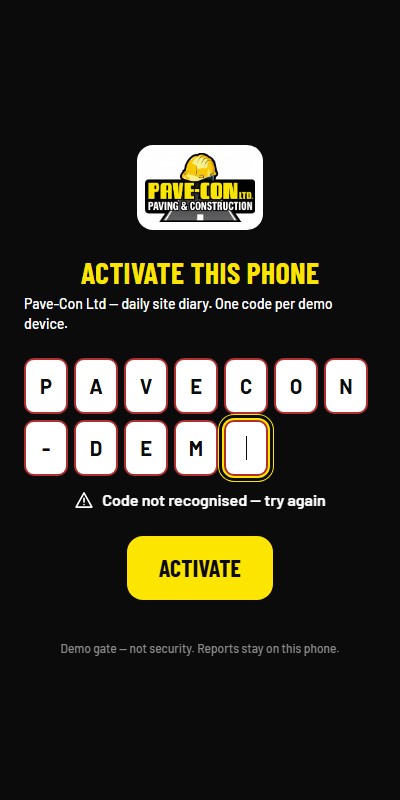 PAVE-CON LTD.
PAVING & CONSTRUCTION
ACTIVATE THIS PHONE
Pave-Con Ltd – daily site diary. One code per demo
device.
P A V E C O N
- D E M
Code not recognised – try again
ACTIVATE
Demo gate – not security. Reports stay on this phone.